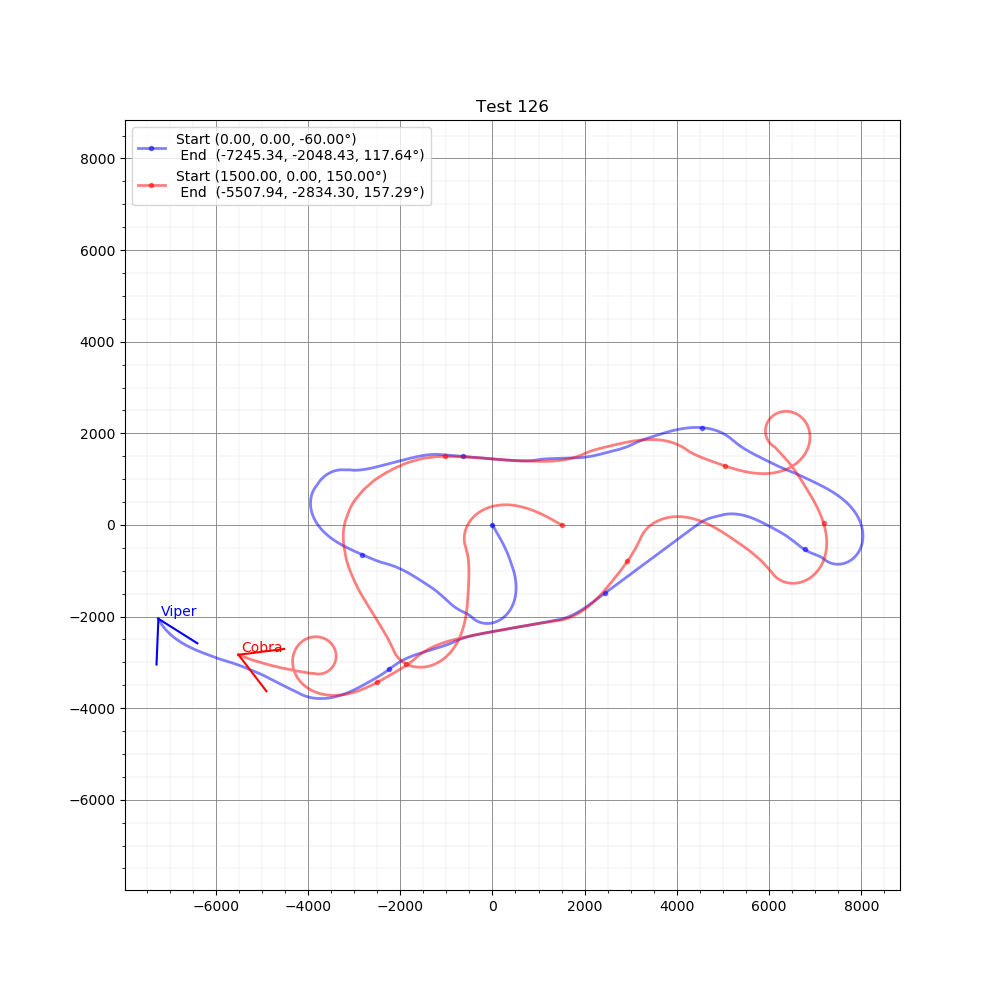 Test 126
Start (0.00, 0.00, -60.00°)
End (-7245.34, -2048.43, 117.64°)
Start (1500.00, 0.00, 150.00°)
End (-5507.94, -2834.30, 157.29°)
8000
6000
4000
2000
0
−2000
−4000
−6000
Viper
Cobra
−6000 −4000 −2000 0 2000 4000 6000 8000